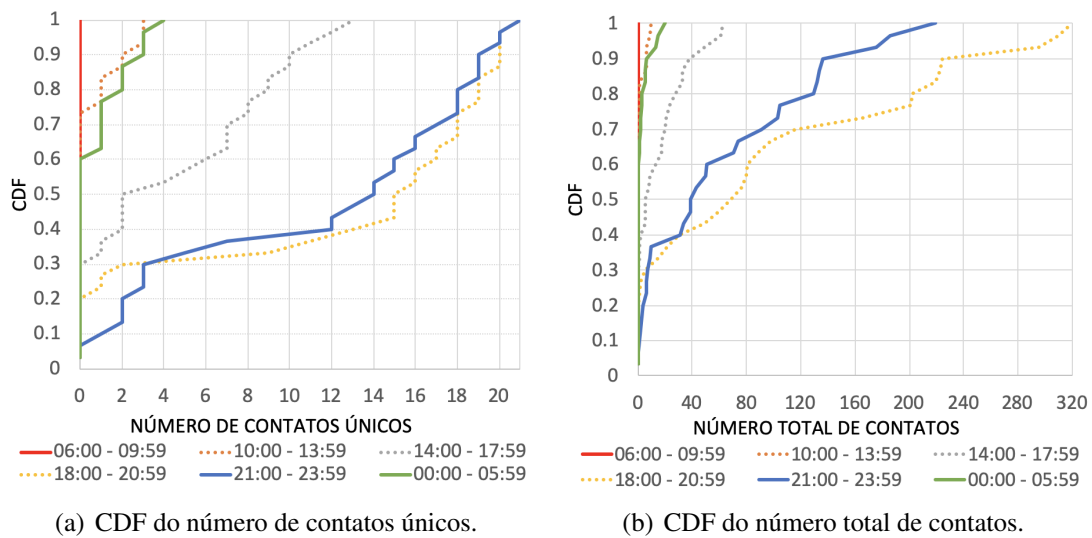 1
0.9
0.8
0.7
0.6
0.5
0.4
0.3
0.2
0.1
0
CDF
0 2 4 6 8 10 12 14 16 18 20
NÚMERO DE CONTATOS ÚNICOS
06:00 - 09:59 10:00 - 13:59 14:00 - 17:59
18:00 - 20:59 21:00 - 23:59 00:00 - 05:59
(a) CDF do número de contatos únicos.
1
0.9
0.8
0.7
0.6
0.5
0.4
0.3
0.2
0.1
0
CDF
0 40 80 120 160 200 240 280 320
NÚMERO TOTAL DE CONTATOS
06:00 - 09:59 10:00 - 13:59 14:00 - 17:59
18:00 - 20:59 21:00 - 23:59 00:00 - 05:59
(b) CDF do número total de contatos.